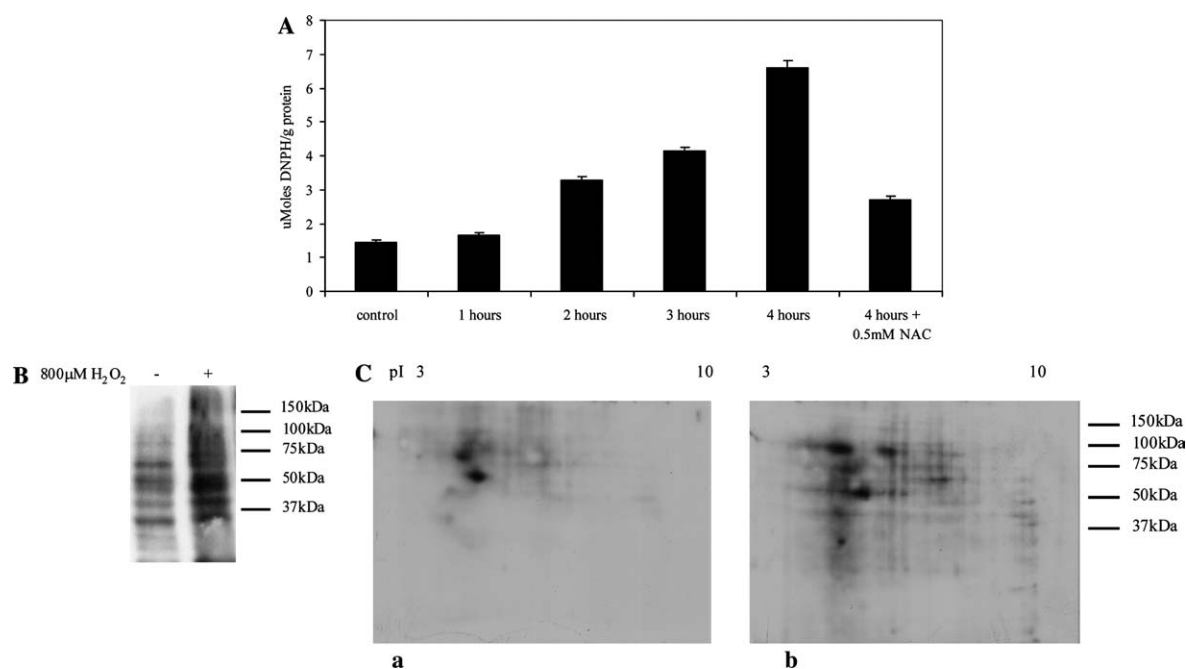 A
8
7
6
5
4
3
2
1
0
uMoles DNPH/g protein
control
1 hours
2 hours
3 hours
4 hours
4 hours +
0.5mM NAC
B
800µM H₂O₂ - +
150kDa
100kDa
75kDa
50kDa
37kDa
C
pI 3 10
3 10
150kDa
100kDa
75kDa
50kDa
37kDa
a
b